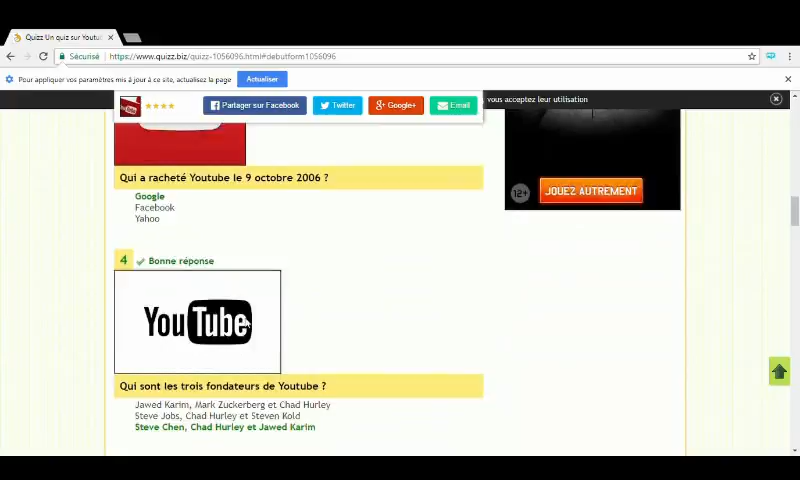 Quizz Un quiz sur Youtu
Sécurisé
https://www.quizz.biz/quizz-1056096.html#debutform1056096
Pour appliquer vos paramètres mis à jour à ce site, actualisez la page
Actualiser
Partager sur Facebook
Twitter
Google+
Email
, vous acceptez leur utilisation
12+
JOUEZ AUTREMENT
Qui a racheté Youtube le 9 octobre 2006 ?
Google
Facebook
Yahoo
4
Bonne réponse
YouTube
Qui sont les trois fondateurs de Youtube ?
Jawed Karim, Mark Zuckerberg et Chad Hurley
Steve Jobs, Chad Hurley et Steven Kold
Steve Chen, Chad Hurley et Jawed Karim